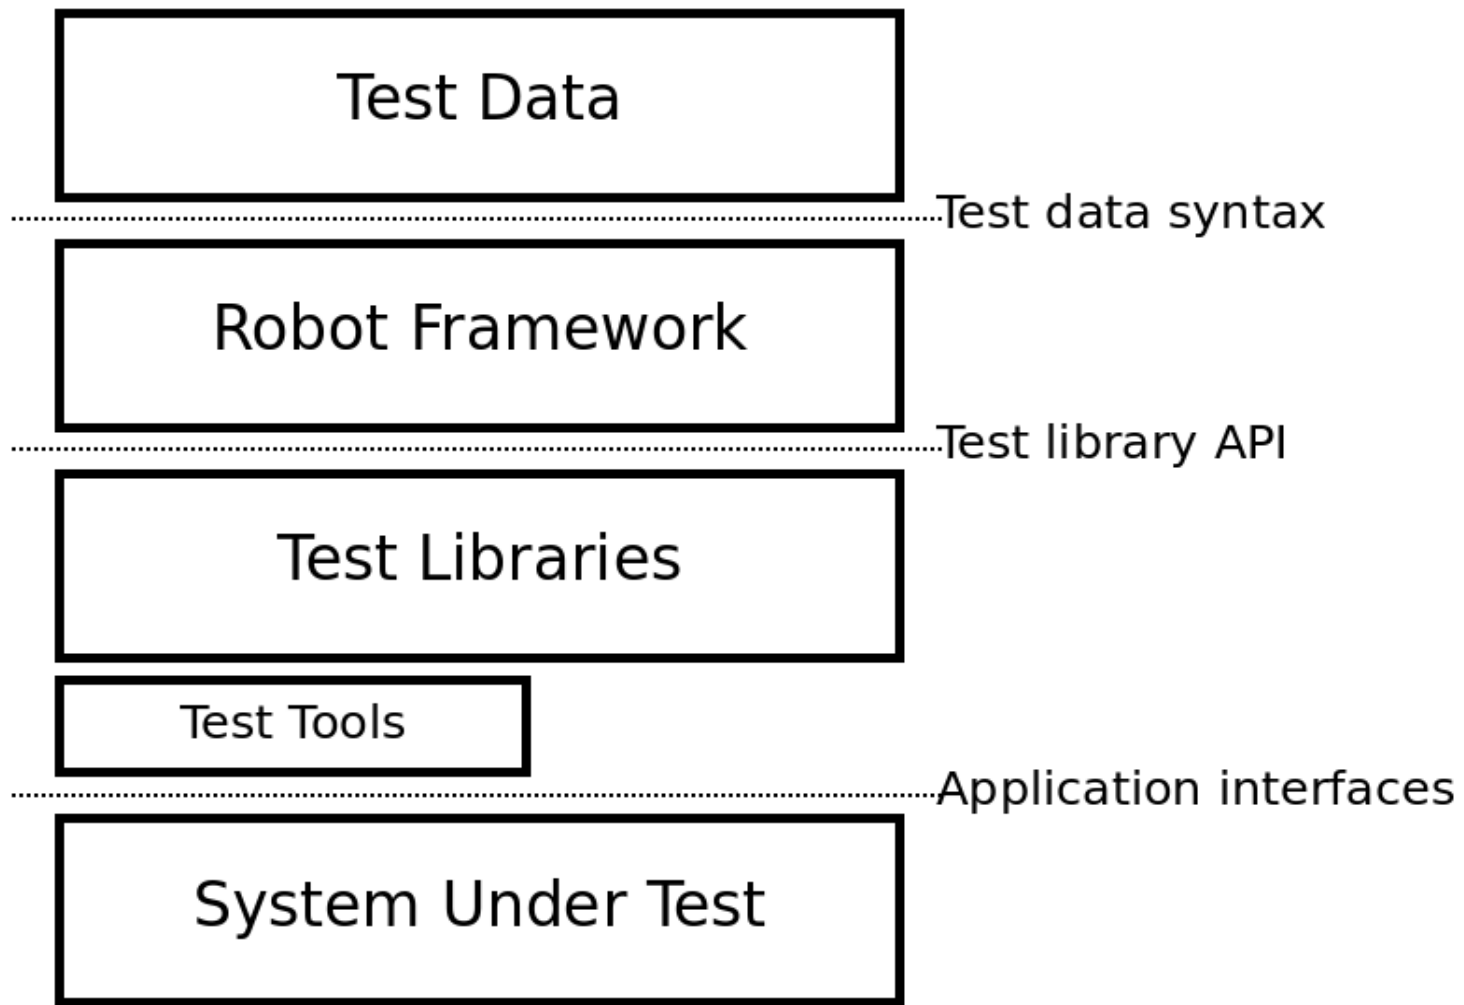 Test Data
Test data syntax
Robot Framework
Test library API
Test Libraries
Test Tools
Application interfaces
System Under Test